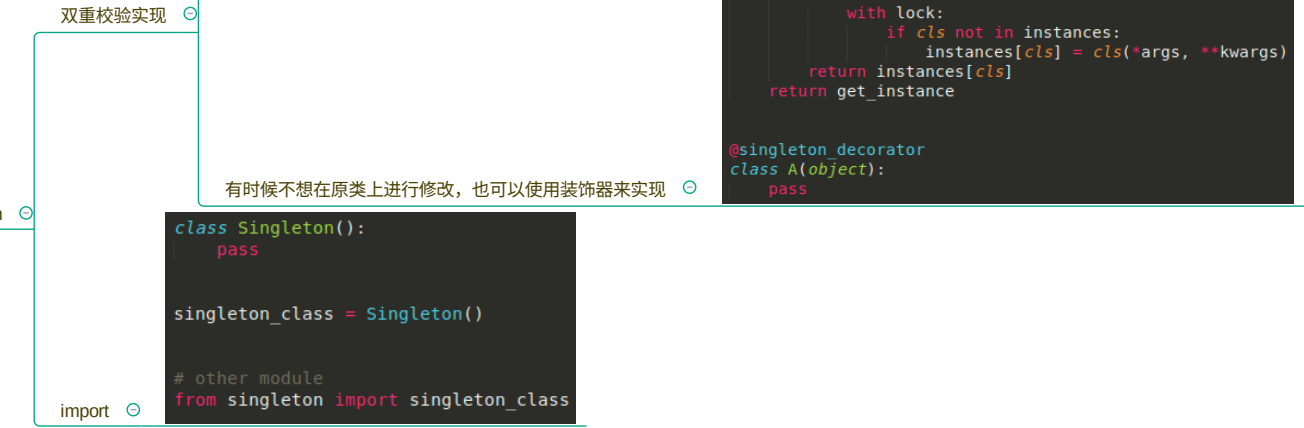 双重校验实现
with lock:
if cls not in instances:
instances[cls] = cls(*args, **kwargs)
return instances[cls]
return get_instance
@singleton_decorator
class A(object):
pass
有时候不想在原类上进行修改，也可以使用装饰器来实现
class Singleton():
pass
singleton_class = Singleton()
# other module
from singleton import singleton_class
import